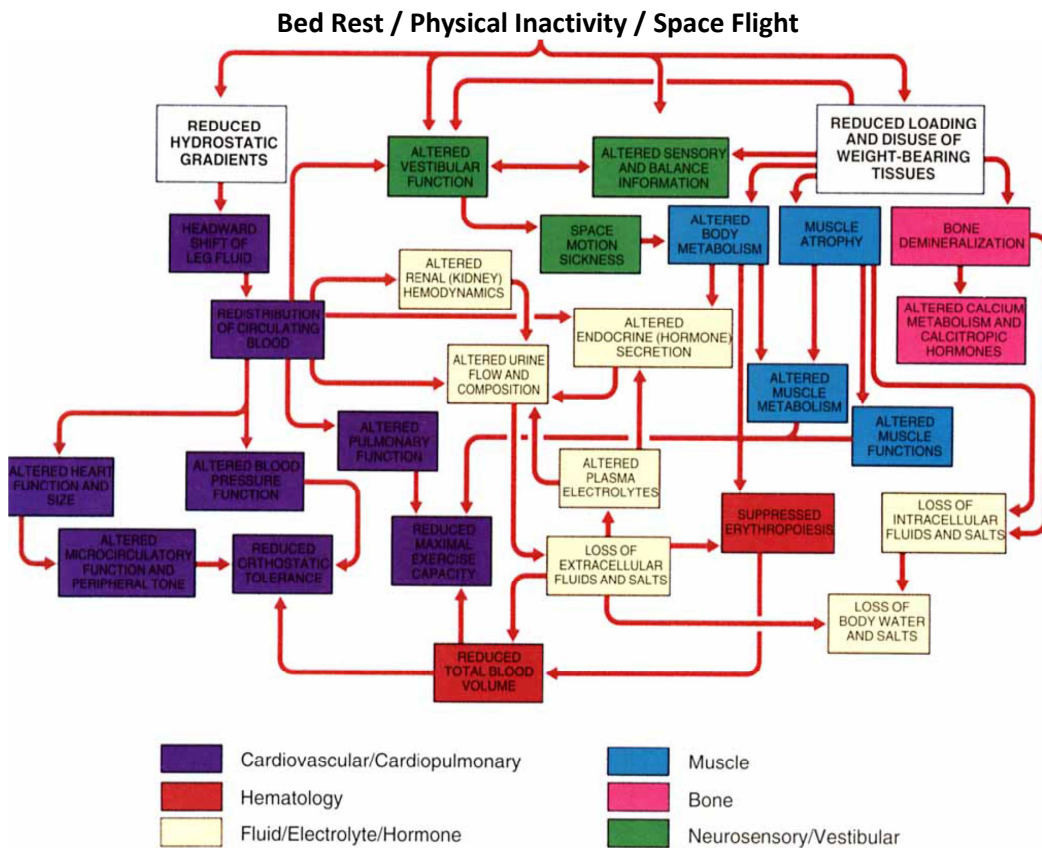 Bed Rest / Physical Inactivity / Space Flight
REDUCED
HYDROSTATIC
GRADIENTS
ALTERED
VESTIBULAR
FUNCTION
ALTERED SENSORY
AND BALANCE
INFORMATION
REDUCED LOADING
AND DISUSE OF
WEIGHT-BEARING
TISSUES
HEADWARD
SHIFT OF
LEG FLUID
SPACE
MOTION
SICKNESS
ALTERED
BODY
METABOLISM
MUSCLE
ATROPHY
BONE
DEMINERALIZATION
ALTERED
RENAL (KIDNEY)
HEMODYNAMICS
REDISTRIBUTION
OF CIRCULATING
BLOOD
ALTERED
ENDOCRINE (HORMONE)
SECRETION
ALTERED CALCIUM
METABOLISM AND
CALCITROPIC
HORMONES
ALTERED URINE
FLOW AND
COMPOSITION
ALTERED
MUSCLE
METABOLISM
ALTERED
PULMONARY
FUNCTION
ALTERED
MUSCLE
FUNCTIONS
ALTERED HEART
FUNCTION AND
SIZE
ALTERED BLOOD
PRESSURE
FUNCTION
ALTERED
PLASMA
ELECTROLYTES
SUPPRESSED
ERYTHROPOIESIS
LOSS OF
INTRACELLULAR
FLUIDS AND SALTS
ALTERED
MICROCIRCULATORY
FUNCTION AND
PERIPHERAL TONE
REDUCED
ORTHOSTATIC
TOLERANCE
REDUCED
MAXIMAL
EXERCISE
CAPACITY
LOSS OF
EXTRACELLULAR
FLUIDS AND SALTS
LOSS OF
BODY WATER
AND SALTS
REDUCED
TOTAL BLOOD
VOLUME
Cardiovascular/Cardiopulmonary
Hematology
Fluid/Electrolyte/Hormone
Muscle
Bone
Neurosensory/Vestibular